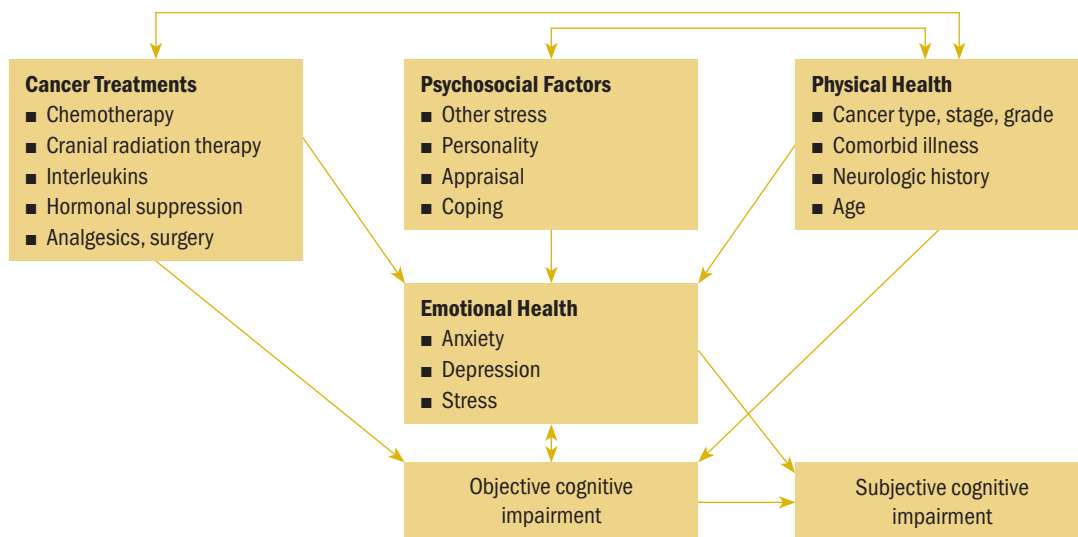 Cancer Treatments
■ Chemotherapy
■ Cranial radiation therapy
■ Interleukins
■ Hormonal suppression
■ Analgesics, surgery
Psychosocial Factors
■ Other stress
■ Personality
■ Appraisal
■ Coping
Physical Health
■ Cancer type, stage, grade
■ Comorbid illness
■ Neurologic history
■ Age
Emotional Health
■ Anxiety
■ Depression
■ Stress
Objective cognitive
impairment
Subjective cognitive
impairment